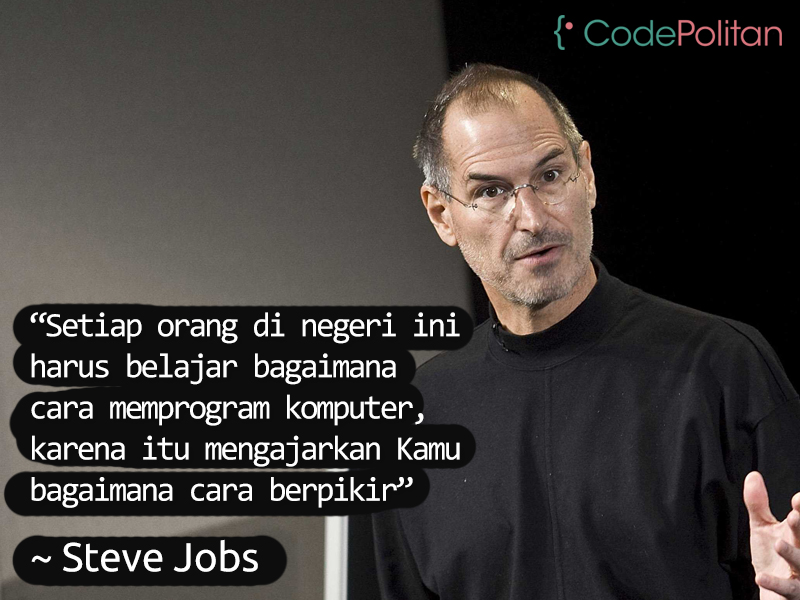 CodePolitan
“Setiap orang di negeri ini
harus belajar bagaimana
cara memprogram komputer,
karena itu mengajarkan Kamu
bagaimana cara berpikir”
~ Steve Jobs